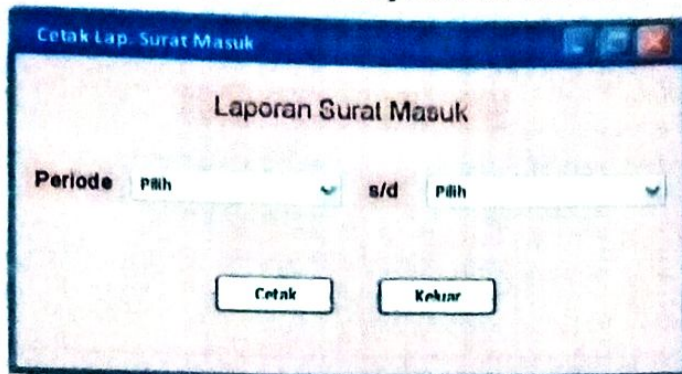 Cetak Lap. Surat Masuk
Laporan Surat Masuk
Periode Pilih s/d Pilih
Cetak Keluar